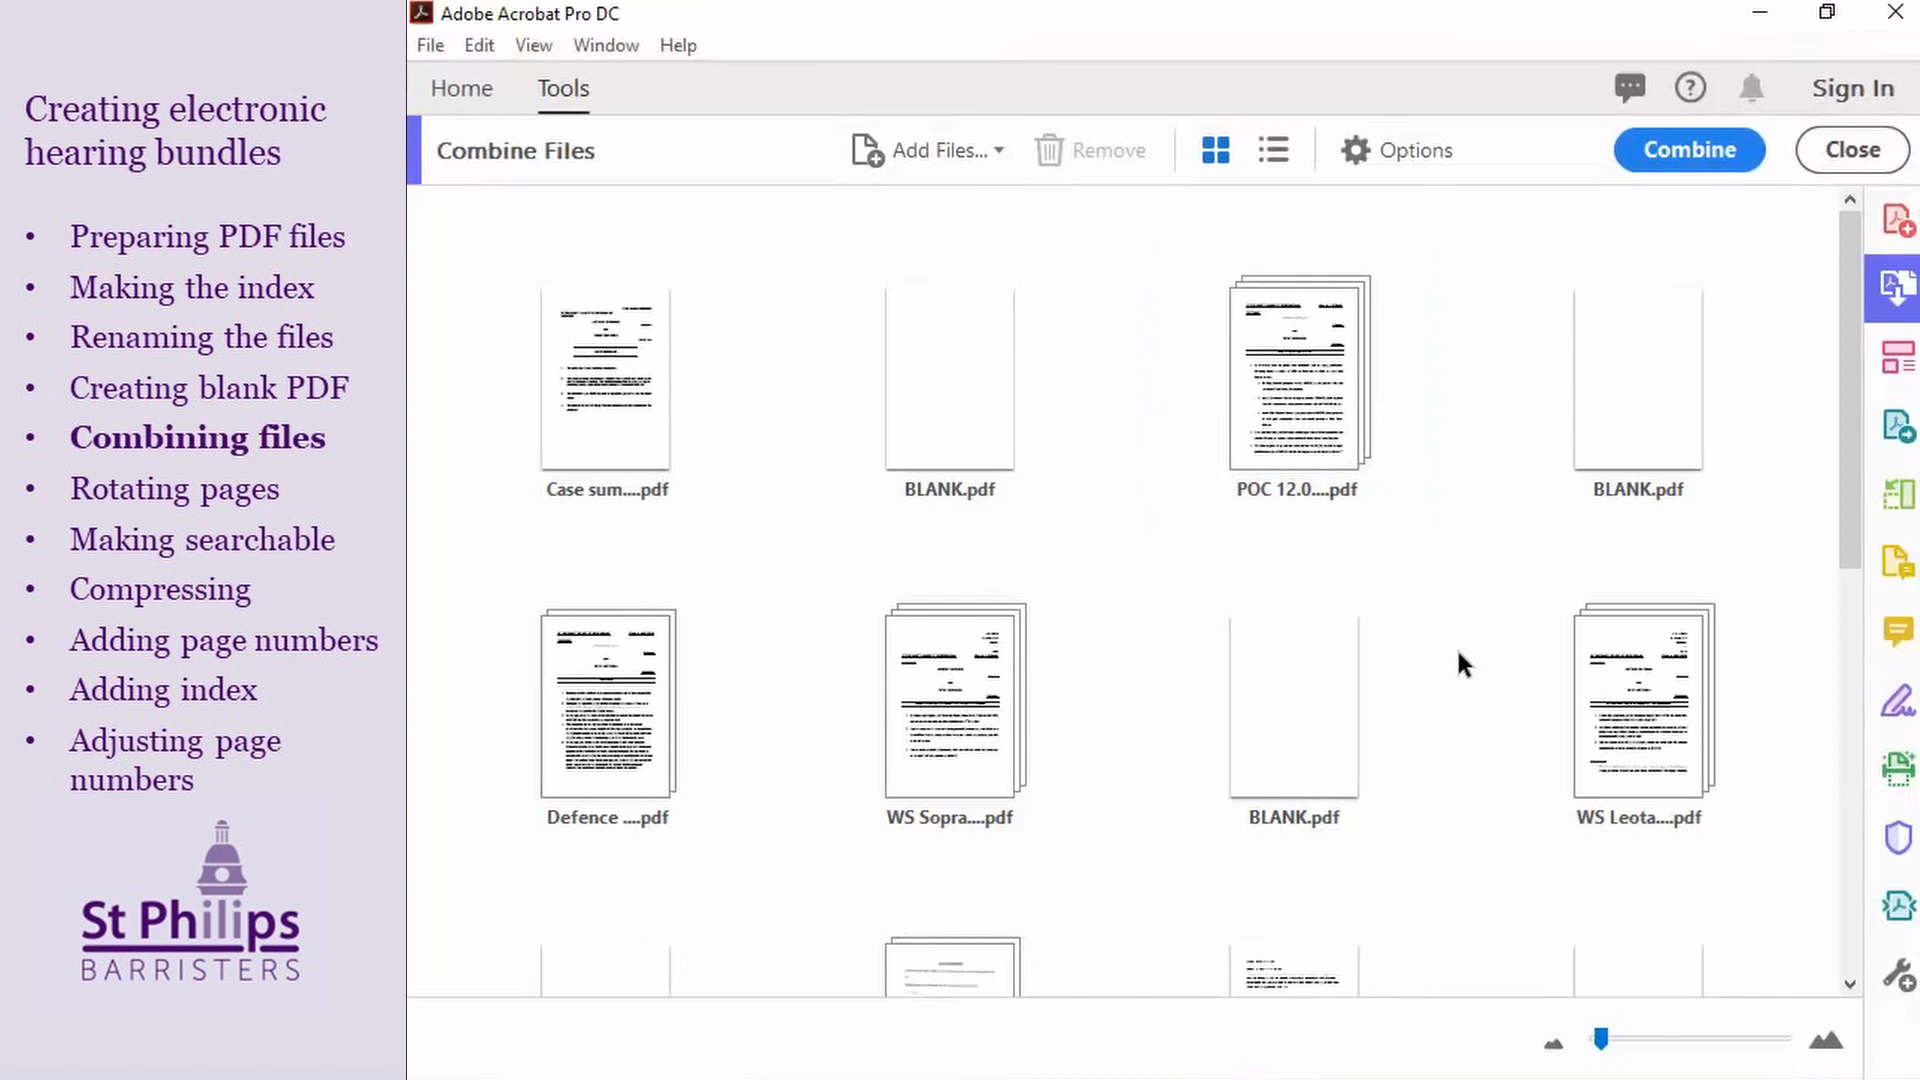 Creating electronic
hearing bundles
• Preparing PDF files
• Making the index
• Renaming the files
• Creating blank PDF
• Combining files
• Rotating pages
• Making searchable
• Compressing
• Adding page numbers
• Adding index
• Adjusting page
numbers
St Philips
BARRISTERS
Adobe Acrobat Pro DC
File Edit View Window Help
Home Tools
Sign In
Combine Files
Add Files...
Remove
Options
Combine
Close
Case sum....pdf
BLANK.pdf
POC 12.0....pdf
BLANK.pdf
Defence ....pdf
WS Sopra....pdf
BLANK.pdf
WS Leota....pdf